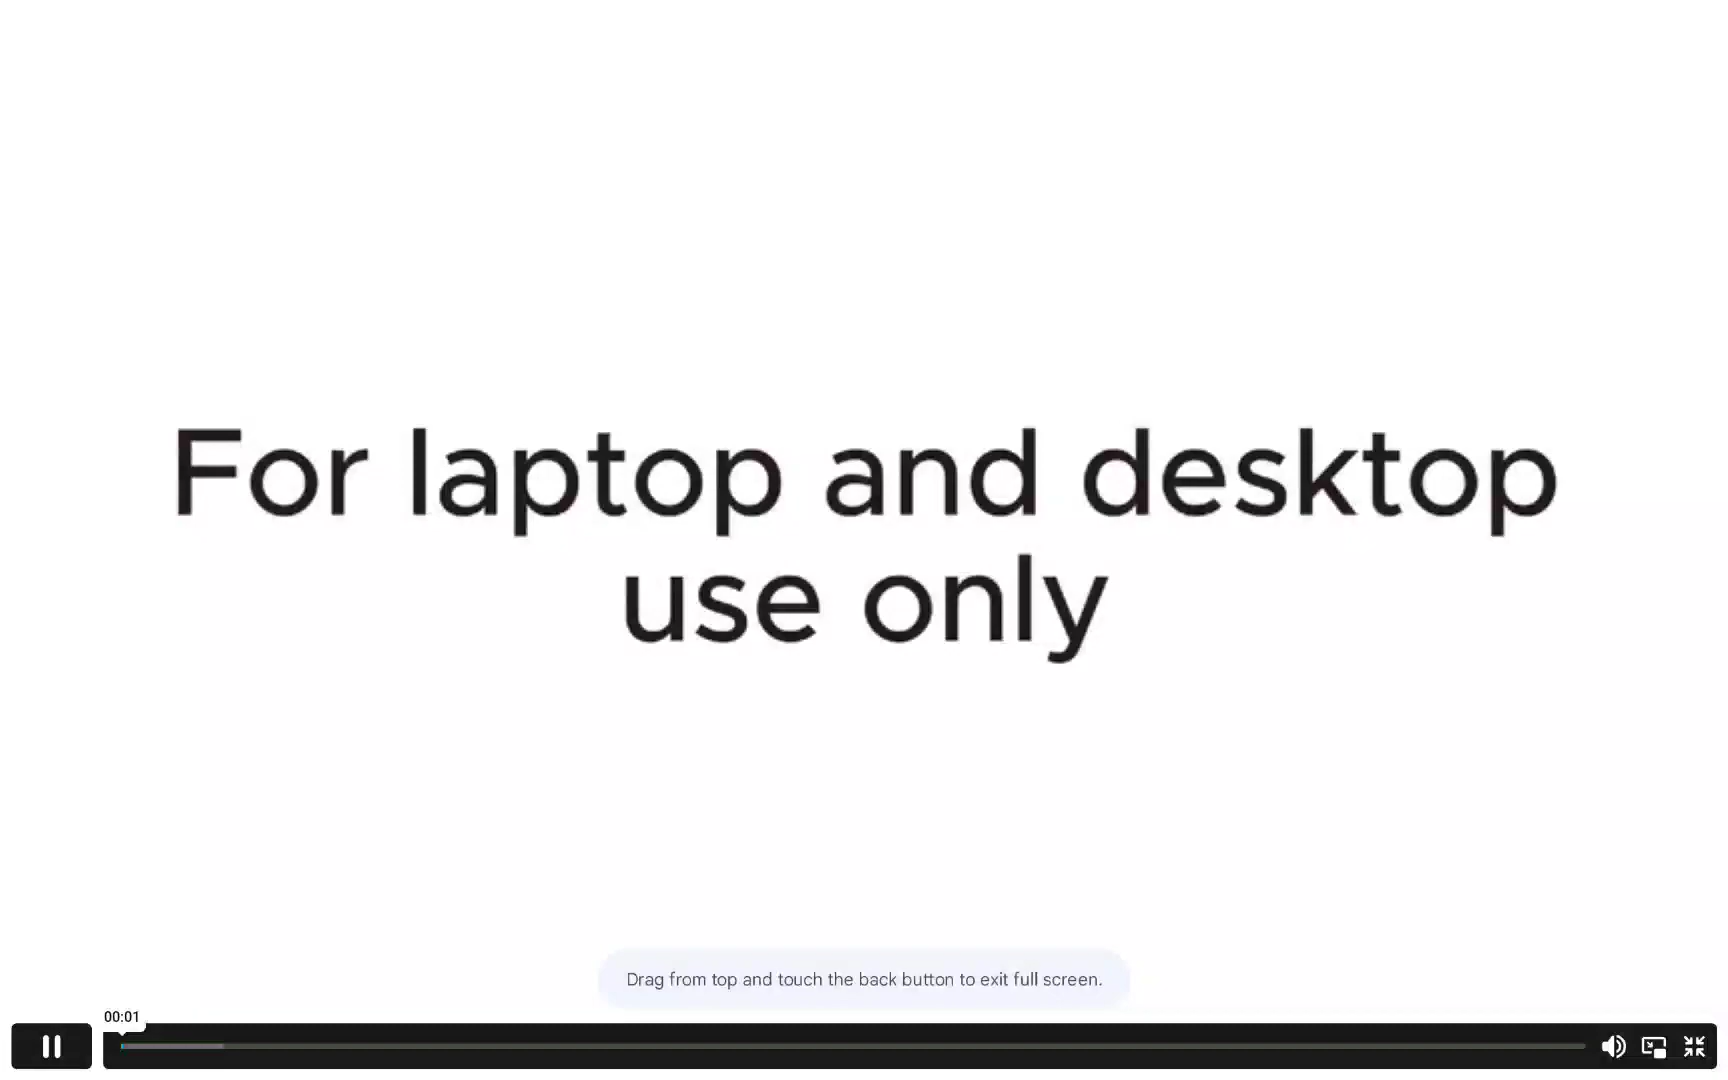 For laptop and desktop
use only
Drag from top and touch the back button to exit full screen.
00:01